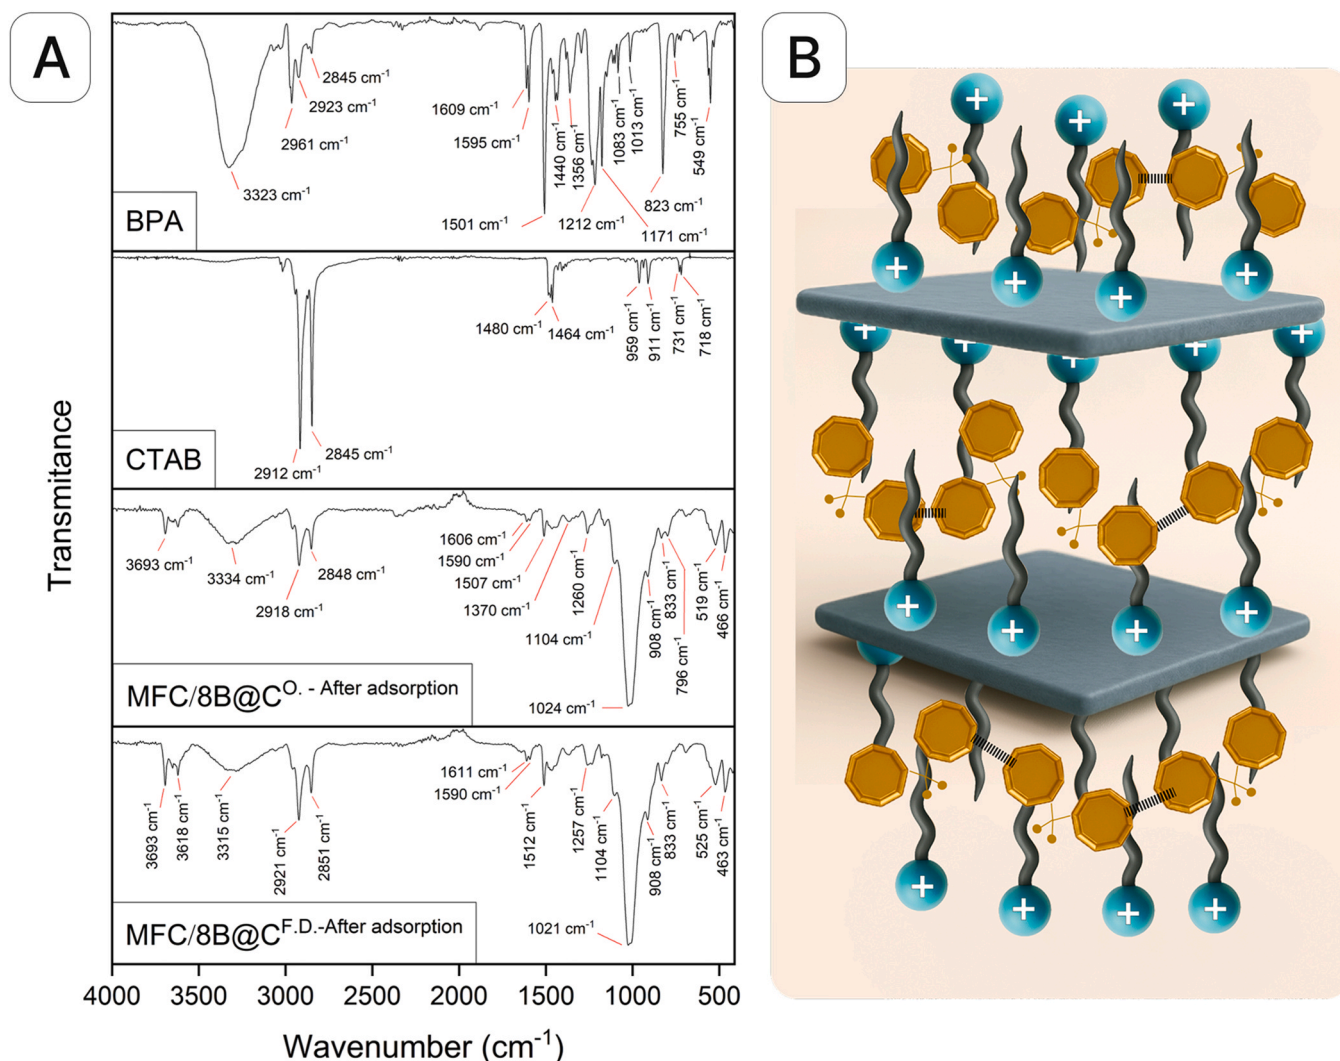 A
B
Transmitance
2845 cm-1
2923 cm-1
2961 cm-1
3323 cm-1
1609 cm-1
1595 cm-1
1501 cm-1
1440 cm-1
1356 cm-1
1212 cm-1
1083 cm-1
1013 cm-1
1171 cm-1
823 cm-1
755 cm-1
549 cm-1
BPA
2912 cm-1
2845 cm-1
1480 cm-1
1464 cm-1
959 cm-1
911 cm-1
731 cm-1
718 cm-1
CTAB
3693 cm-1
3334 cm-1
2918 cm-1
2848 cm-1
1606 cm-1
1590 cm-1
1507 cm-1
1370 cm-1
1260 cm-1
1104 cm-1
1024 cm-1
908 cm-1
833 cm-1
796 cm-1
519 cm-1
466 cm-1
MFC/8B@C O. - After adsorption
3693 cm-1
3618 cm-1
3315 cm-1
2921 cm-1
2851 cm-1
1611 cm-1
1590 cm-1
1512 cm-1
1257 cm-1
1104 cm-1
1021 cm-1
908 cm-1
833 cm-1
525 cm-1
463 cm-1
MFC/8B@C F.D.-After adsorption
4000 3500 3000 2500 2000 1500 1000 500
Wavenumber (cm-1)
+ + +
+ + + +
+ + + + +
+ + + +
+ + + +